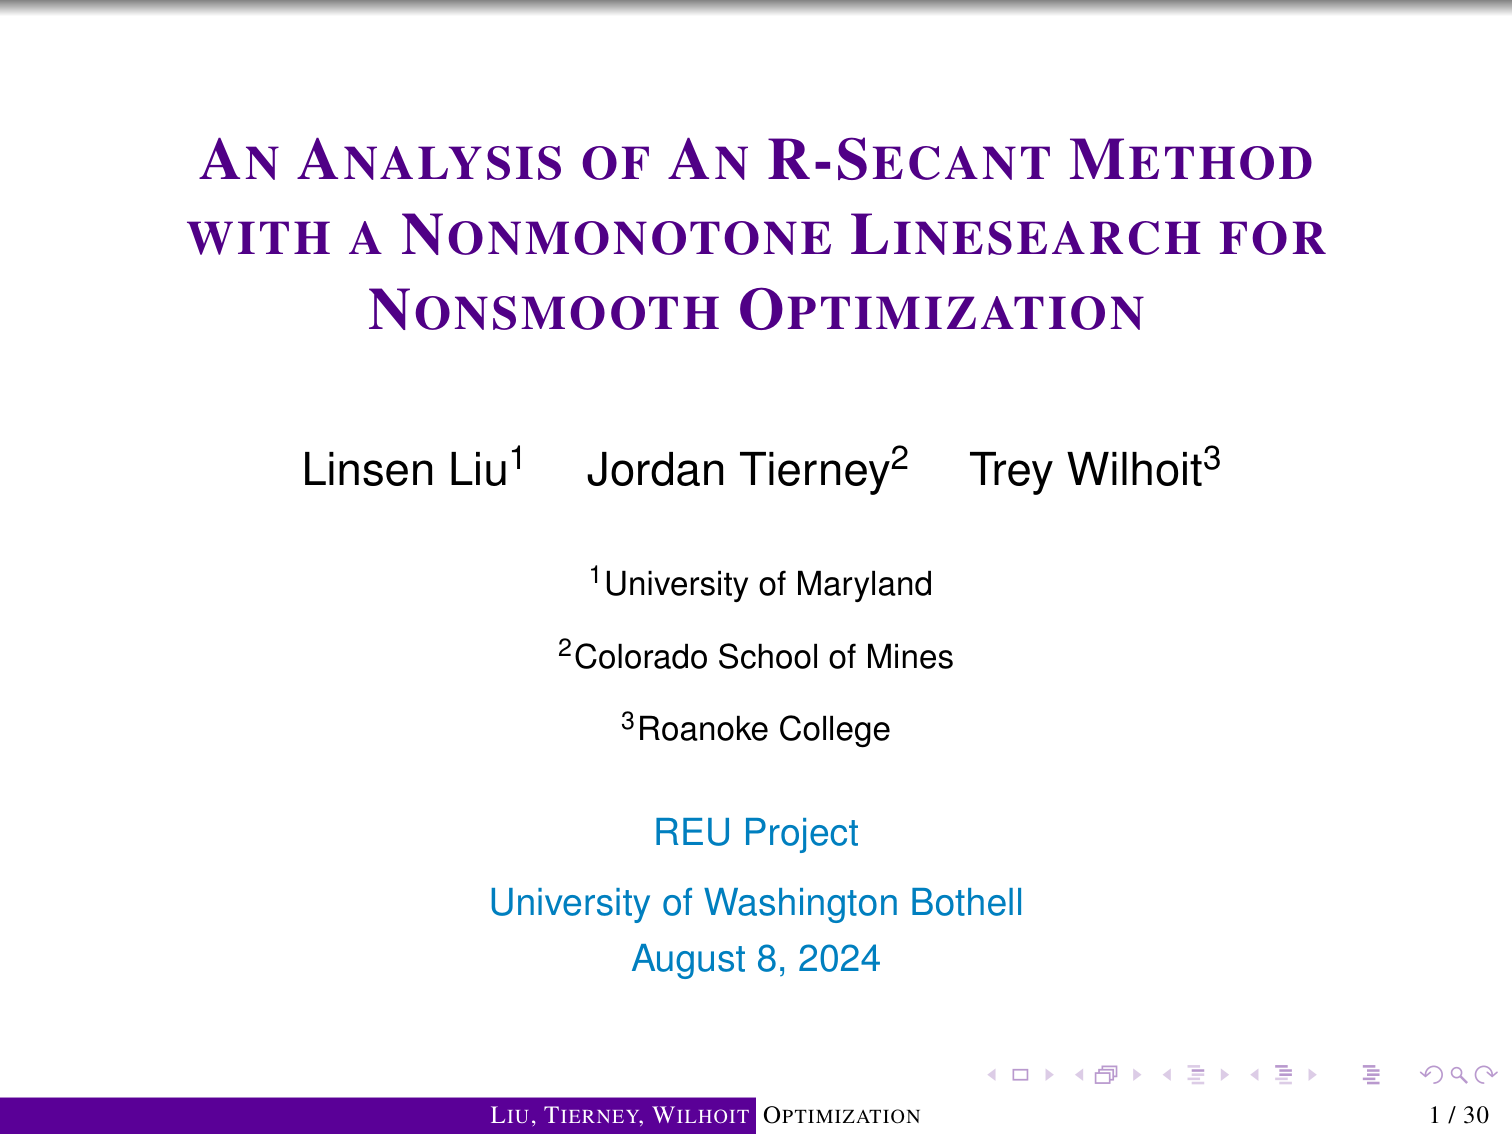 An Analysis of An R-Secant Method
with a Nonmonotone Linesearch for
Nonsmooth Optimization
Linsen Liu¹ Jordan Tierney² Trey Wilhoit³
¹University of Maryland
²Colorado School of Mines
³Roanoke College
REU Project
University of Washington Bothell
August 8, 2024
Liu, Tierney, Wilhoit Optimization 1 / 30